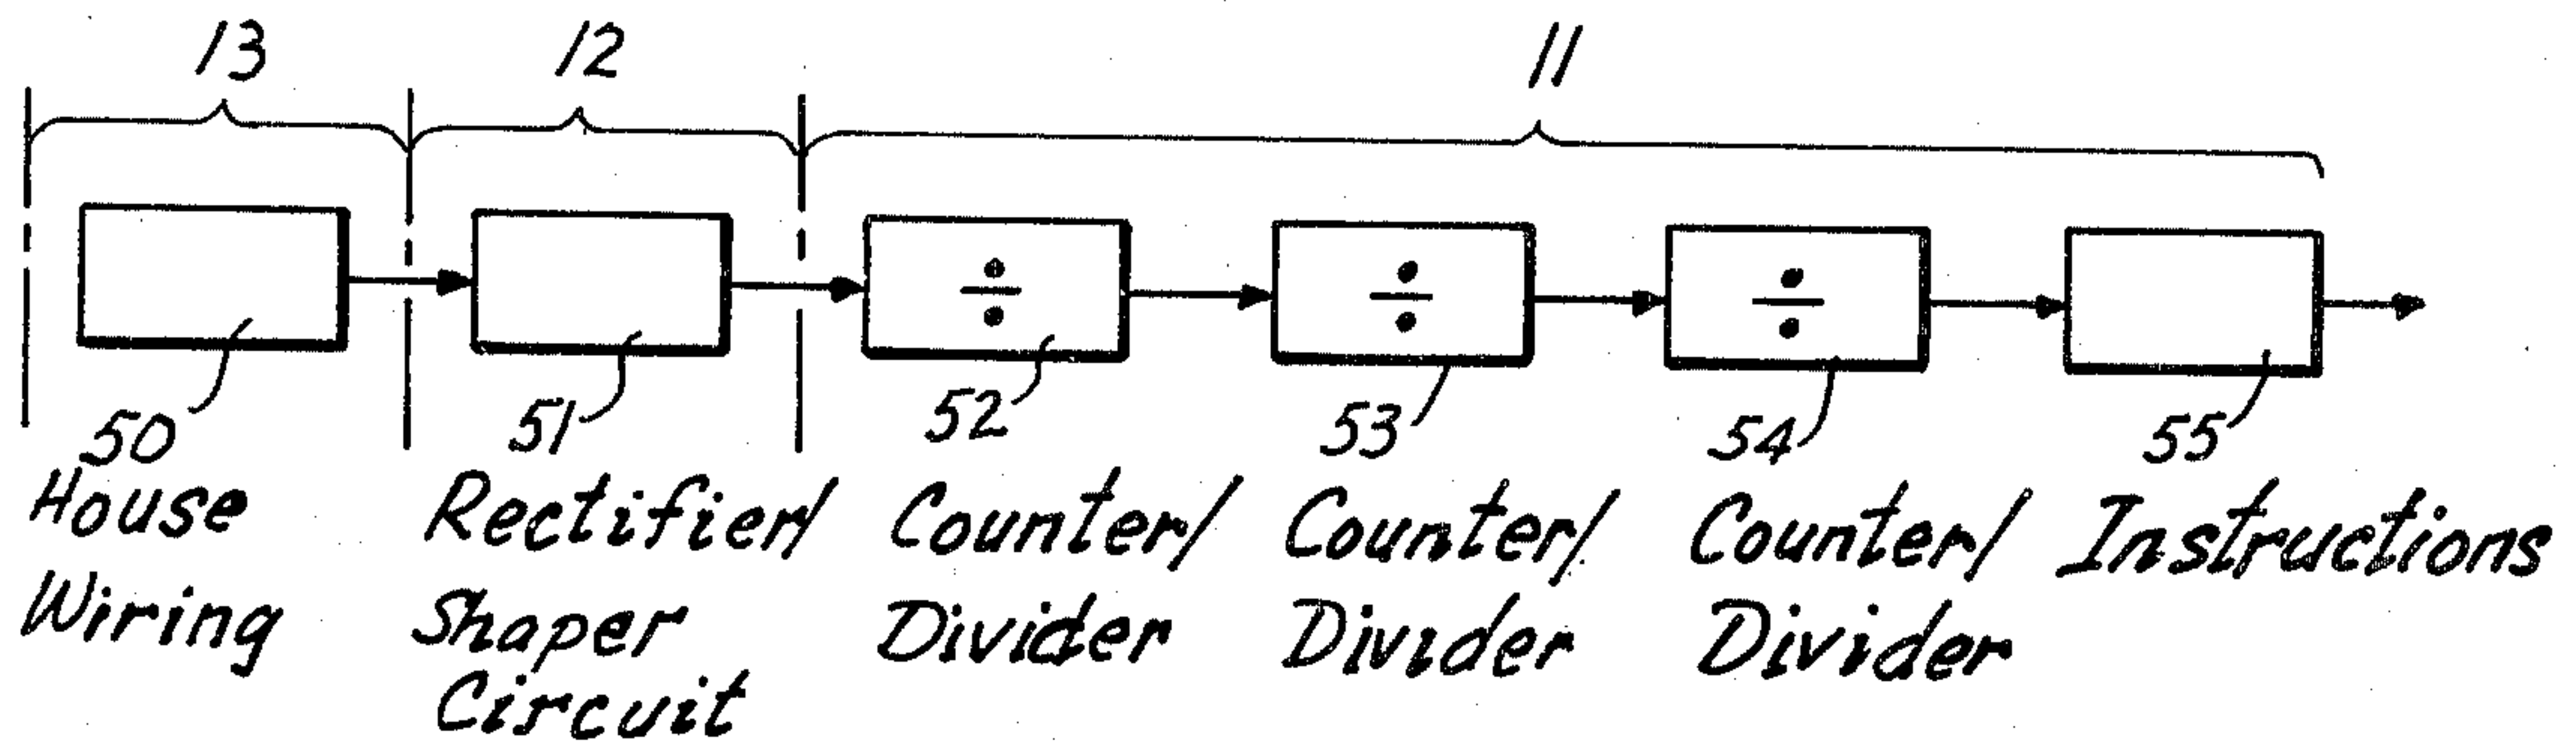 13 12 11
÷ ÷ ÷
50 51 52 53 54 55
House Rectifier/ Counter/ Counter/ Counter/ Instructions
Wiring Shaper Divider Divider Divider
Circuit